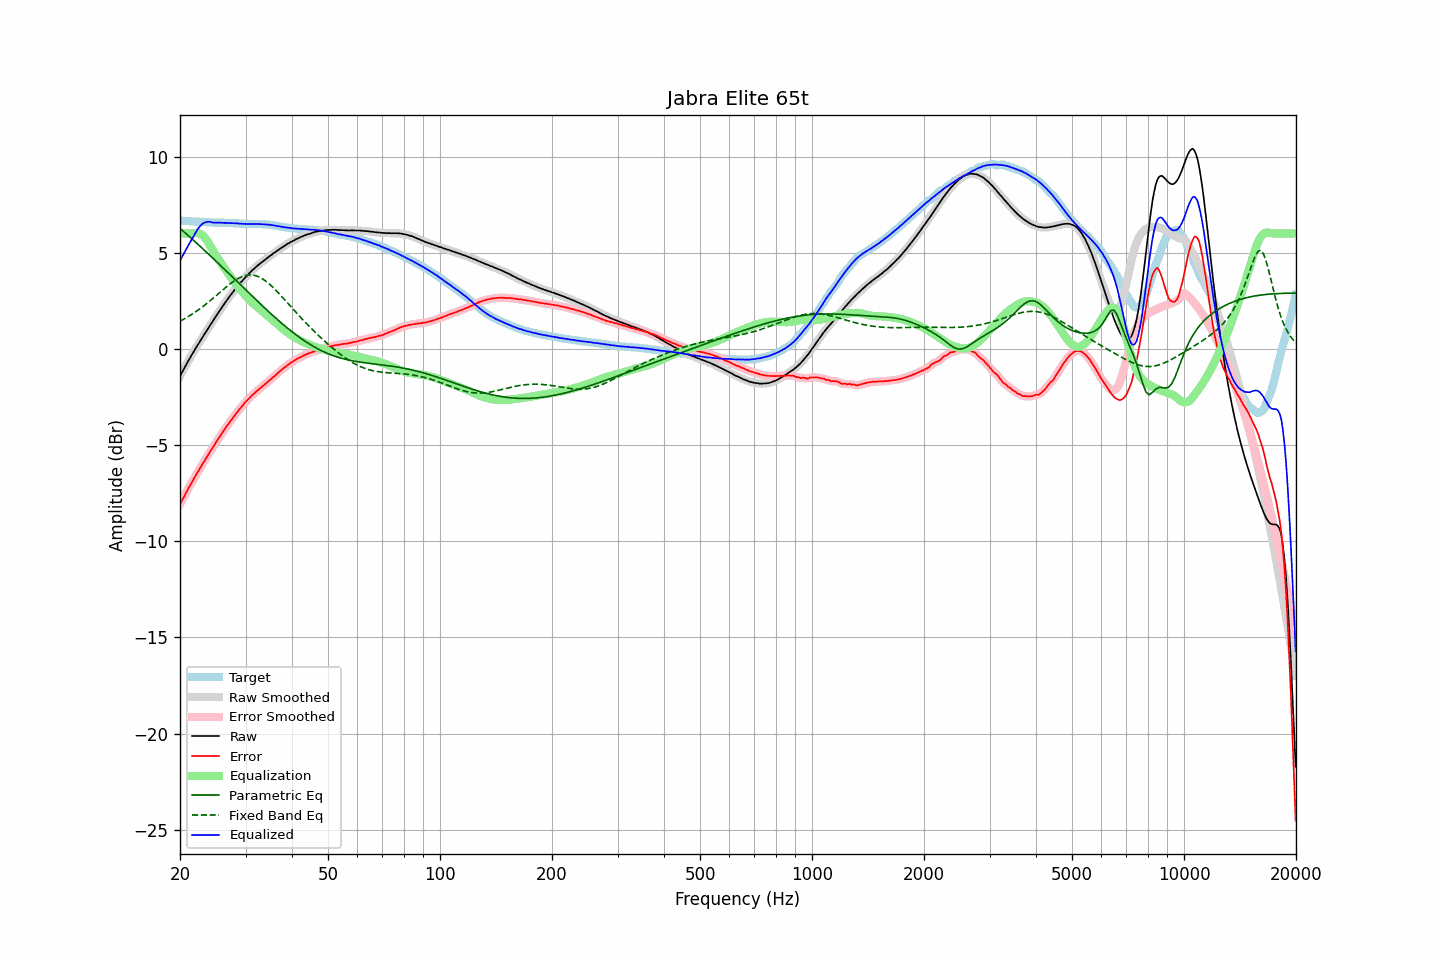 Jabra Elite 65t
Amplitude (dBr)
10
5
0
−5
−10
−15
−20
−25
Target
Raw Smoothed
Error Smoothed
Raw
Error
Equalization
Parametric Eq
Fixed Band Eq
Equalized
20 50 100 200 500 1000 2000 5000 10000 20000
Frequency (Hz)